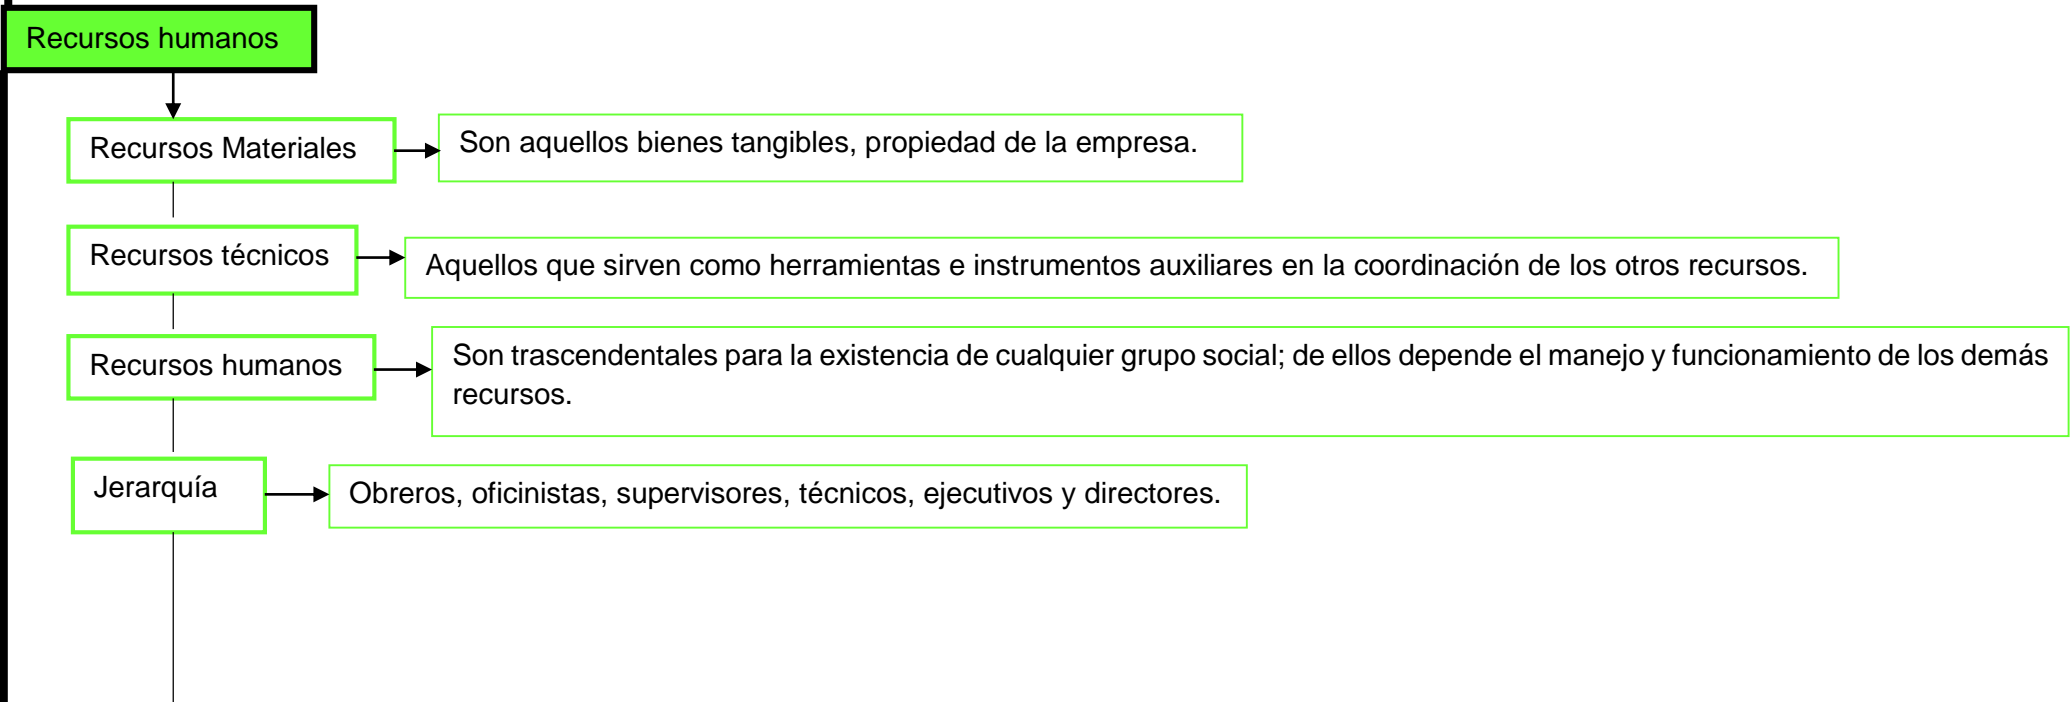 Recursos humanos
Recursos Materiales
Son aquellos bienes tangibles, propiedad de la empresa.
Recursos técnicos
Aquellos que sirven como herramientas e instrumentos auxiliares en la coordinación de los otros recursos.
Recursos humanos
Son trascendentales para la existencia de cualquier grupo social; de ellos depende el manejo y funcionamiento de los demás
recursos.
Jerarquía
Obreros, oficinistas, supervisores, técnicos, ejecutivos y directores.